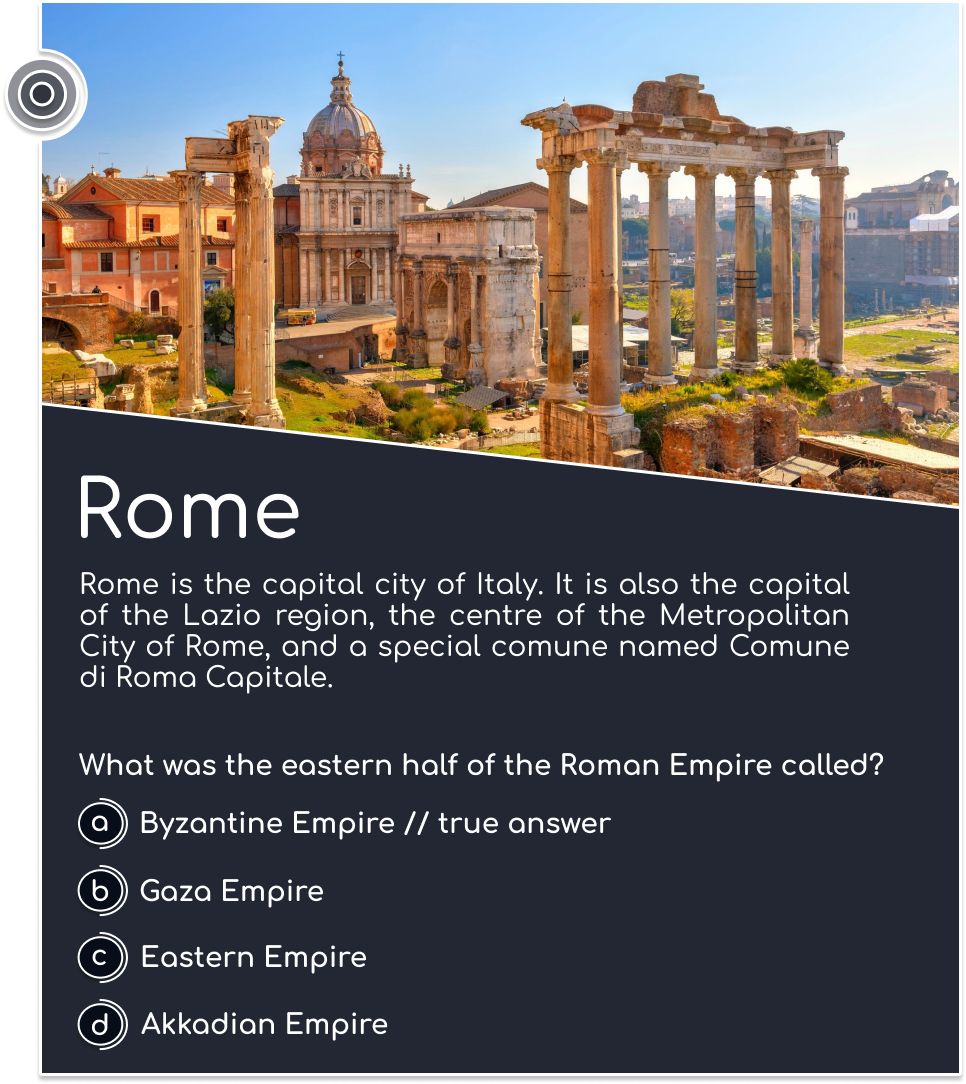 Rome
Rome is the capital city of Italy. It is also the capital
of the Lazio region, the centre of the Metropolitan
City of Rome, and a special comune named Comune
di Roma Capitale.
What was the eastern half of the Roman Empire called?
a Byzantine Empire // true answer
b Gaza Empire
c Eastern Empire
d Akkadian Empire